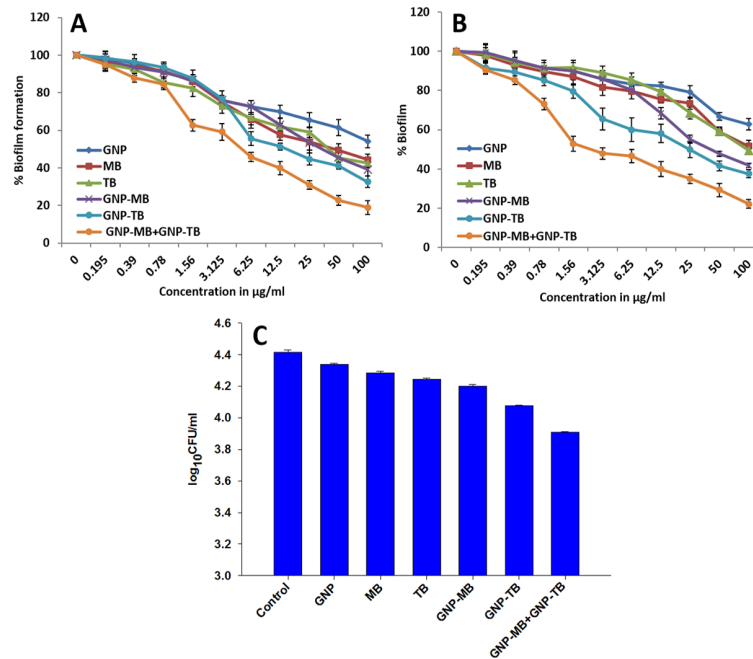 A
% Biofilm formation
120
100
80
60
40
20
0
GNP
MB
TB
GNP-MB
GNP-TB
GNP-MB+GNP-TB
0
0.195
0.39
0.78
1.56
3.125
6.25
12.5
25
50
100
Concentration in µg/ml
B
% Biofilm
120
100
80
60
40
20
0
GNP
MB
TB
GNP-MB
GNP-TB
GNP-MB+GNP-TB
0
0.195
0.39
0.78
1.56
3.125
6.25
12.5
25
50
100
Concentration in µg/ml
C
log10CFU/ml
4.6
4.4
4.2
4.0
3.8
3.6
3.4
3.2
3.0
Control
GNP
MB
TB
GNP-MB
GNP-TB
GNP-MB+GNP-TB